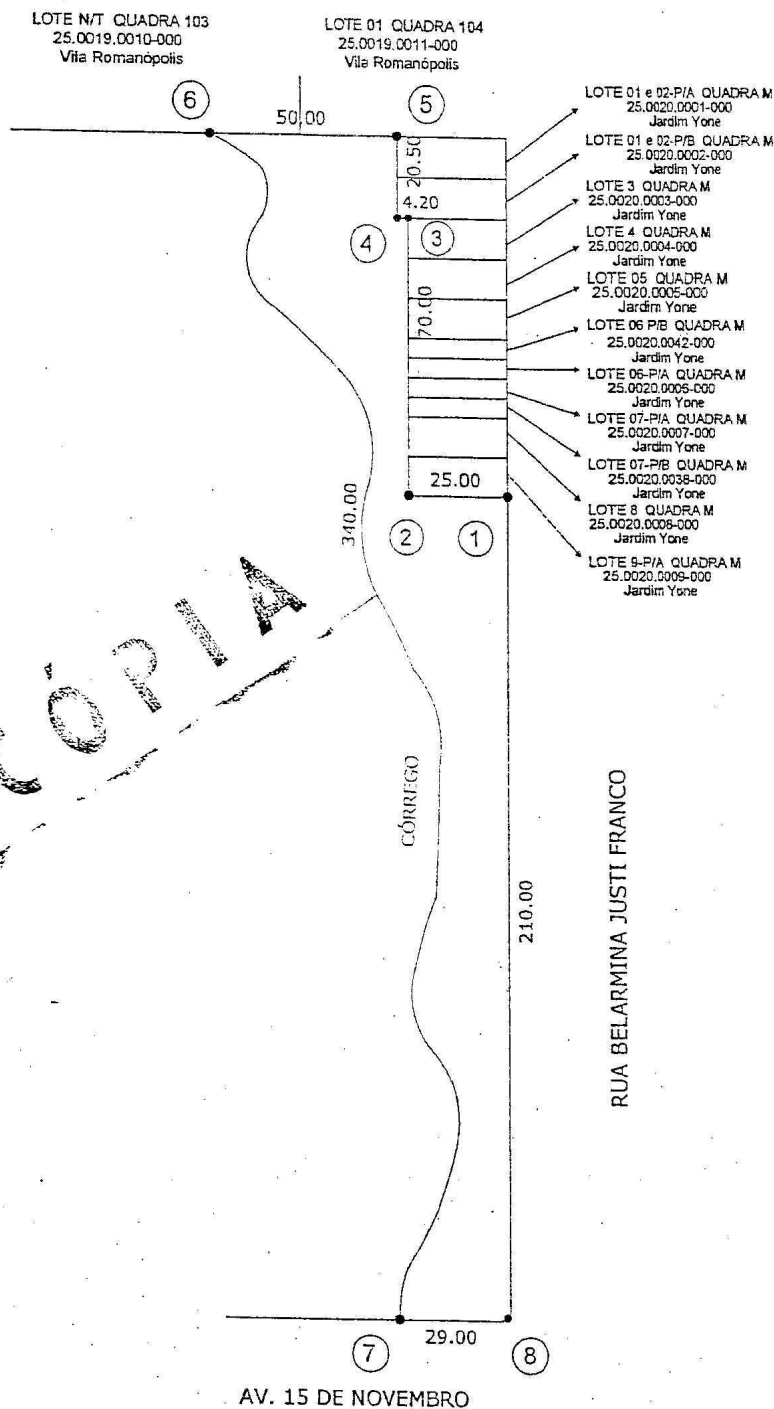 LOTE N/T QUADRA 103
25.0019.0010-000
Vila Romanópolis
LOTE 01 QUADRA 104
25.0019.0011-000
Vila Romanópolis
6
50.00
5
20.50
4.20
4
3
70.00
25.00
2
1
340.00
LOTE 01 e 02-P/A QUADRA M
25.0020.0001-000
Jardim Yone
LOTE 01 e 02-P/B QUADRA M
25.0020.0002-000
Jardim Yone
LOTE 3 QUADRA M
25.0020.0003-000
Jardim Yone
LOTE 4 QUADRA M
25.0020.0004-000
Jardim Yone
LOTE 05 QUADRA M
25.0020.0005-000
Jardim Yone
LOTE 06 P/B QUADRA M
25.0020.0042-000
Jardim Yone
LOTE 06-P/A QUADRA M
25.0020.0006-000
Jardim Yone
LOTE 07-P/A QUADRA M
25.0020.0007-000
Jardim Yone
LOTE 07-P/B QUADRA M
25.0020.0038-000
Jardim Yone
LOTE 8 QUADRA M
25.0020.0008-000
Jardim Yone
LOTE 9-P/A QUADRA M
25.0020.0009-000
Jardim Yone
CÓPIA
CÓRREGO
210.00
RUA BELARMINA JUSTI FRANCO
7
29.00
8
AV. 15 DE NOVEMBRO